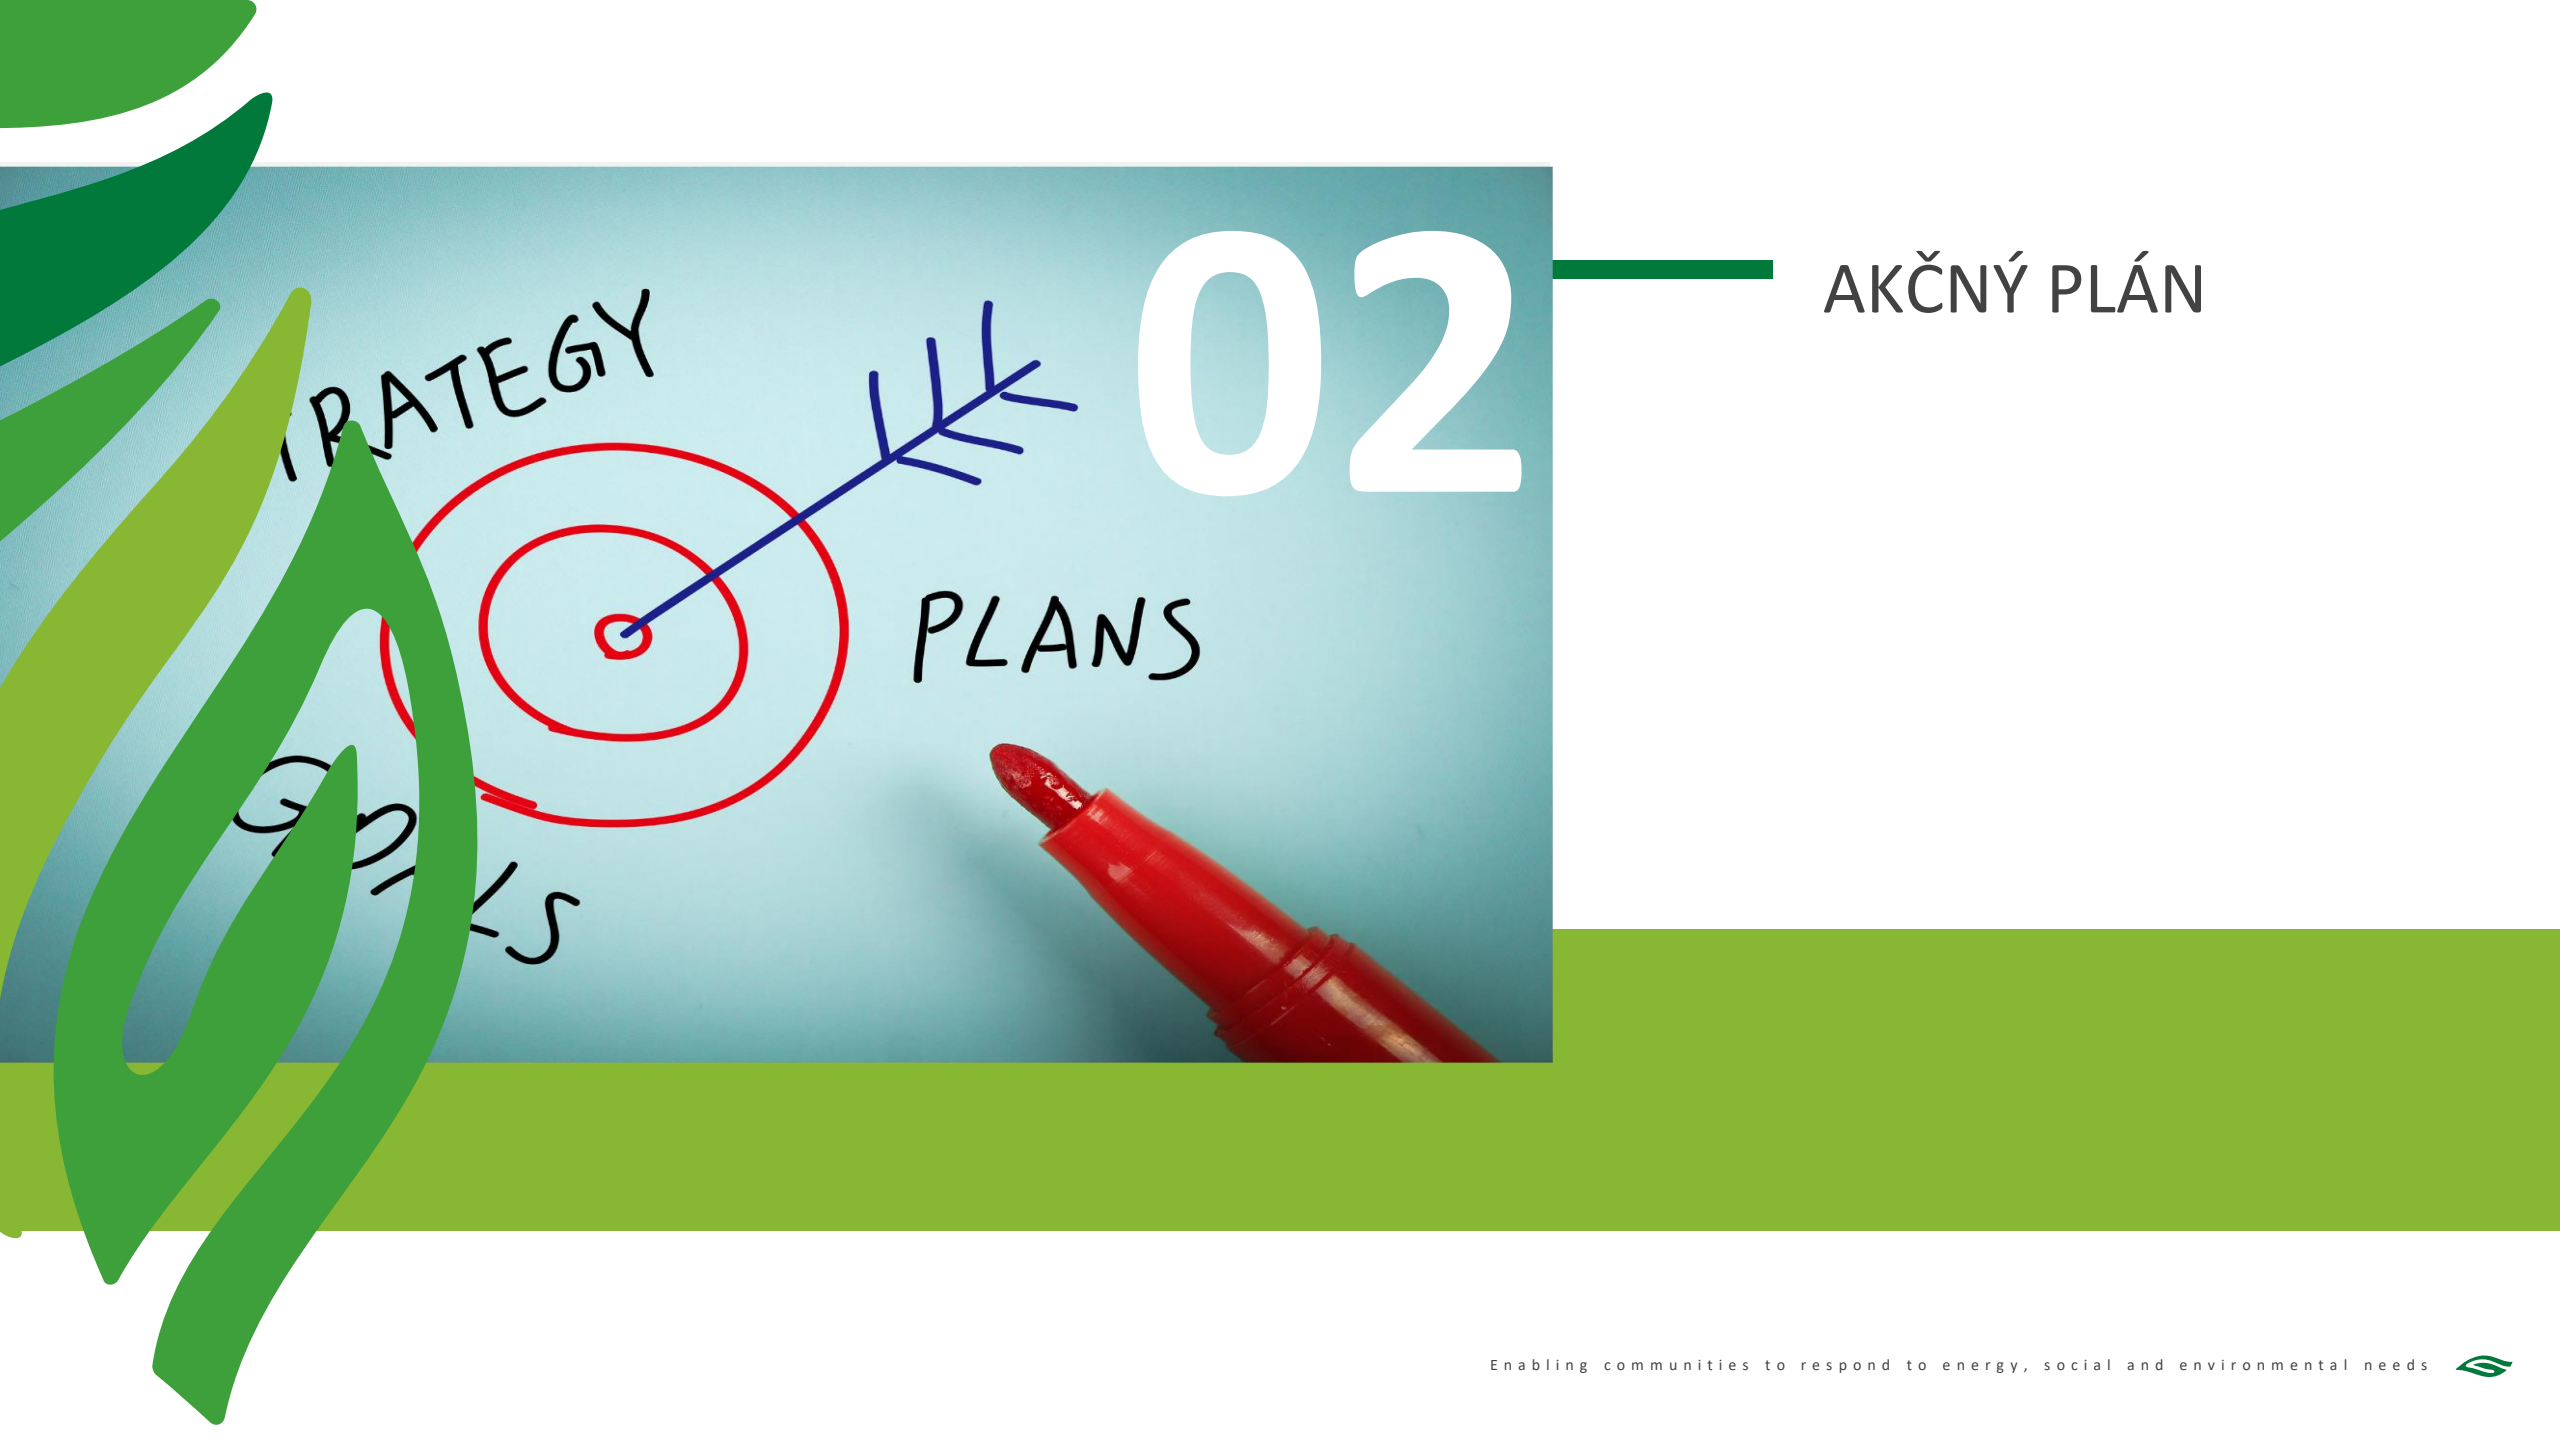 02
AKČNÝ PLÁN
PLANS
Enabling communities to respond to energy, social and environmental needs